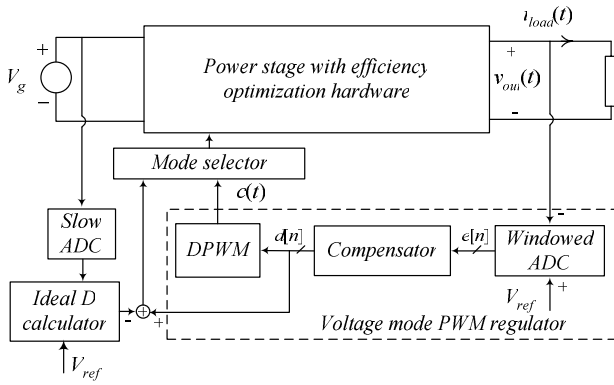 i_load(t)
+
V_g
-
Power stage with efficiency
optimization hardware
+
v_out(t)
-
Mode selector
c(t)
Slow
ADC
DPWM
d[n]
Compensator
e[n]
-
Windowed
ADC
Ideal D
calculator
-
+
+
V_ref
Voltage mode PWM regulator
V_ref